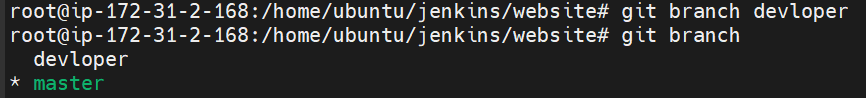 root@ip-172-31-2-168:/home/ubuntu/jenkins/website# git branch devloper
root@ip-172-31-2-168:/home/ubuntu/jenkins/website# git branch
  devloper
* master